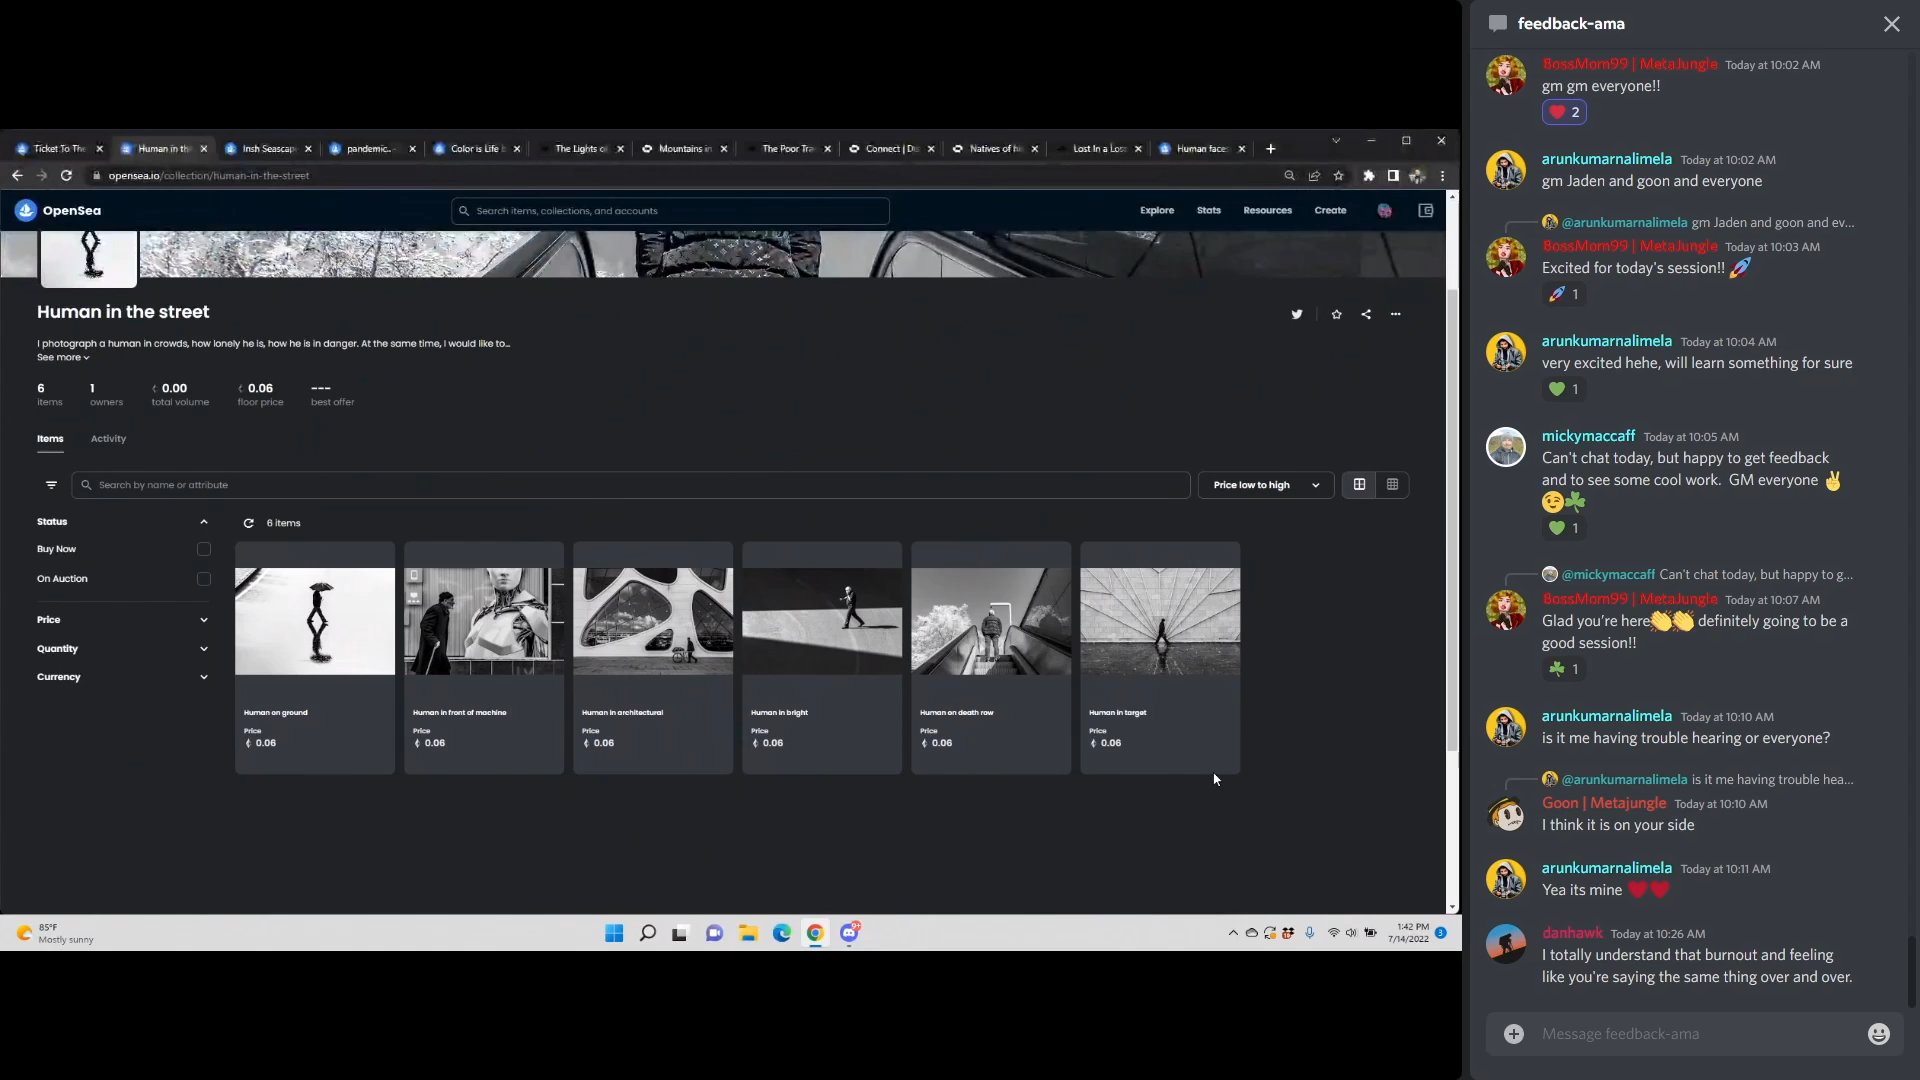 Ticket To The
Human in the
Irish Seascap
pandemic..
Color is Life
The Lights o
Mountains in
The Poor Tra
Connect | D
Natives of
Lost In a Los
Human face
opensea.io/collection/human-in-the-street
OpenSea
Search items, collections, and accounts
Explore
Stats
Resources
Create
Human in the street
I photograph a human in crowds, how lonely he is, how he is in danger. At the same time, I would like to...
See more
6
items
1
owners
0.00
total volume
0.06
floor price
---
best offer
Items
Activity
Search by name or attribute
Price low to high
Status
Buy Now
On Auction
Price
Quantity
Currency
6 items
Human on ground
Price
0.06
Human in front of machine
Price
0.06
Human in architectural
Price
0.06
Human in bright
Price
0.06
Human on death row
Price
0.06
Human in target
Price
0.06
85°F
Mostly sunny
1:42 PM
7/14/2022
3
feedback-ama
BossMom99 | MetaJungle Today at 10:02 AM
gm gm everyone!!
❤️ 2
arunkumarnalimela Today at 10:02 AM
gm Jaden and goon and everyone
@arunkumarnalimela gm Jaden and goon and ev...
BossMom99 | MetaJungle Today at 10:03 AM
Excited for today's session!! 🚀
🚀 1
arunkumarnalimela Today at 10:04 AM
very excited hehe, will learn something for sure
💚 1
mickymaccaff Today at 10:05 AM
Can't chat today, but happy to get feedback
and to see some cool work.  GM everyone ✌️
😉☘️
💚 1
@mickymaccaff Can't chat today, but happy to g...
BossMom99 | MetaJungle Today at 10:07 AM
Glad you're here👏👏 definitely going to be a
good session!!
☘️ 1
arunkumarnalimela Today at 10:10 AM
is it me having trouble hearing or everyone?
@arunkumarnalimela is it me having trouble hea...
Goon | Metajungle Today at 10:10 AM
I think it is on your side
arunkumarnalimela Today at 10:11 AM
Yea its mine ♥️♥️
danhawk Today at 10:26 AM
I totally understand that burnout and feeling
like you're saying the same thing over and over.
Message feedback-ama